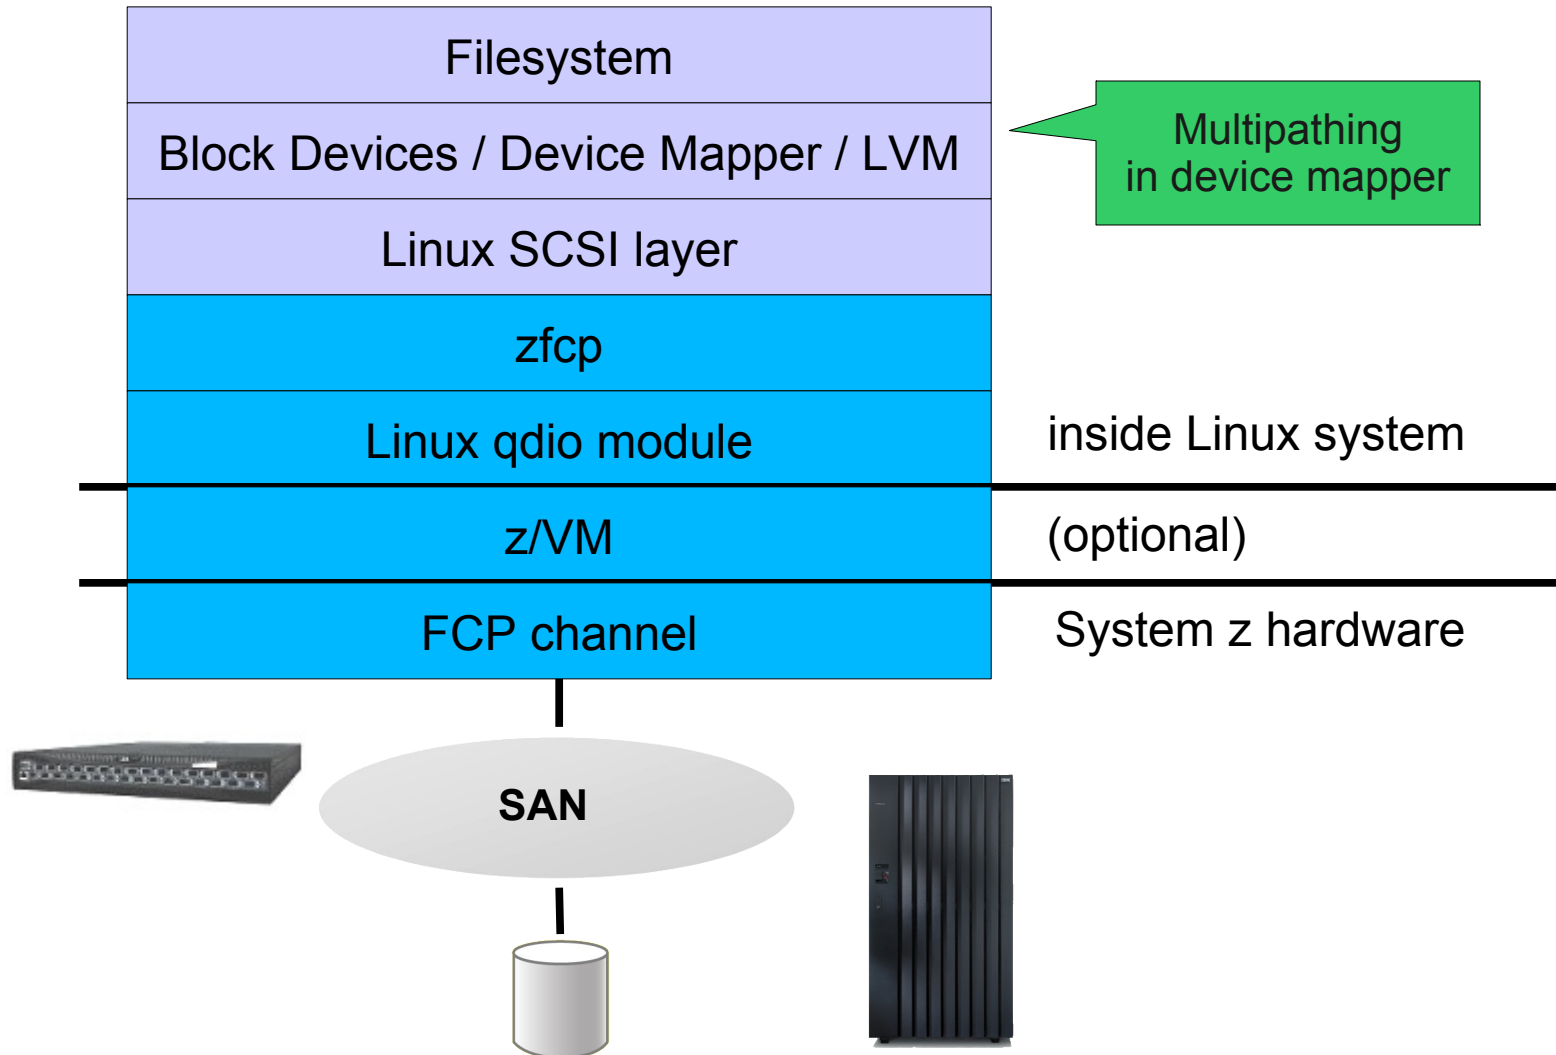 Filesystem
Block Devices / Device Mapper / LVM
Multipathing
in device mapper
Linux SCSI layer
zfcp
Linux qdio module
inside Linux system
z/VM
(optional)
FCP channel
System z hardware
SAN